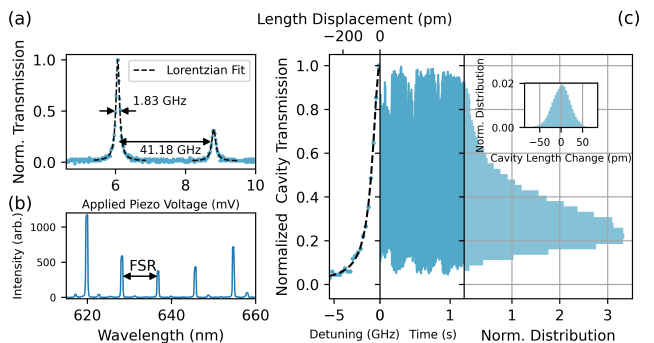 (a)
Norm. Transmission
1.0
0.5
0.0
Lorentzian Fit
1.83 GHz
41.18 GHz
6
8
10
Applied Piezo Voltage (mV)
(b)
Intensity (arb.)
1000
500
0
FSR
620
640
660
Wavelength (nm)
Length Displacement (pm)
−200
0
(c)
Normalized Cavity Transmission
1.0
0.8
0.6
0.4
0.2
0.0
−5
0
1
Detuning (GHz)
Time (s)
1
2
3
Norm. Distribution
Norm. Distribution
0.02
0.00
−50
0
50
Cavity Length Change (pm)